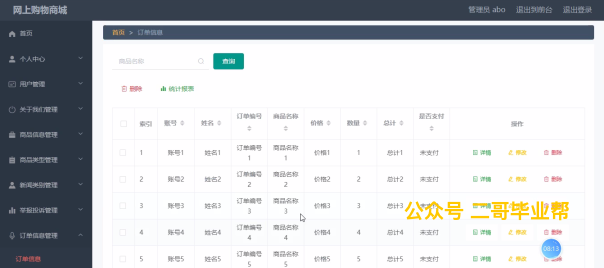 网上购物商城
管理员 abo 退出到前台 退出登录
首页
个人中心
用户管理
关于我们管理
商品信息管理
商品类型管理
新闻类别管理
举报投诉管理
订单信息管理
订单信息
首页 > 订单信息
商品名称 查询
删除 统计报表
索引 账号 姓名 订单编号 商品名称 价格 数量 总计 是否支付 操作
1 账号1 姓名1 订单编号1 商品名称1 价格1 1 总计1 未支付 详情 修改 删除
2 账号2 姓名2 订单编号2 商品名称2 价格2 2 总计2 未支付 详情 修改 删除
3 账号3 姓名3 订单编号3 商品名称3 价格3 3 总计3 未支付
公众号 二哥毕业帮
4 账号4 姓名4 订单编号4 商品名称4 价格4 4 总计4 未支付 详情 修改 删除
5 账号5 姓名5 订单编号5 商品名称5 价格5 5 总计5 未支付 详情 修改 删除
03:13